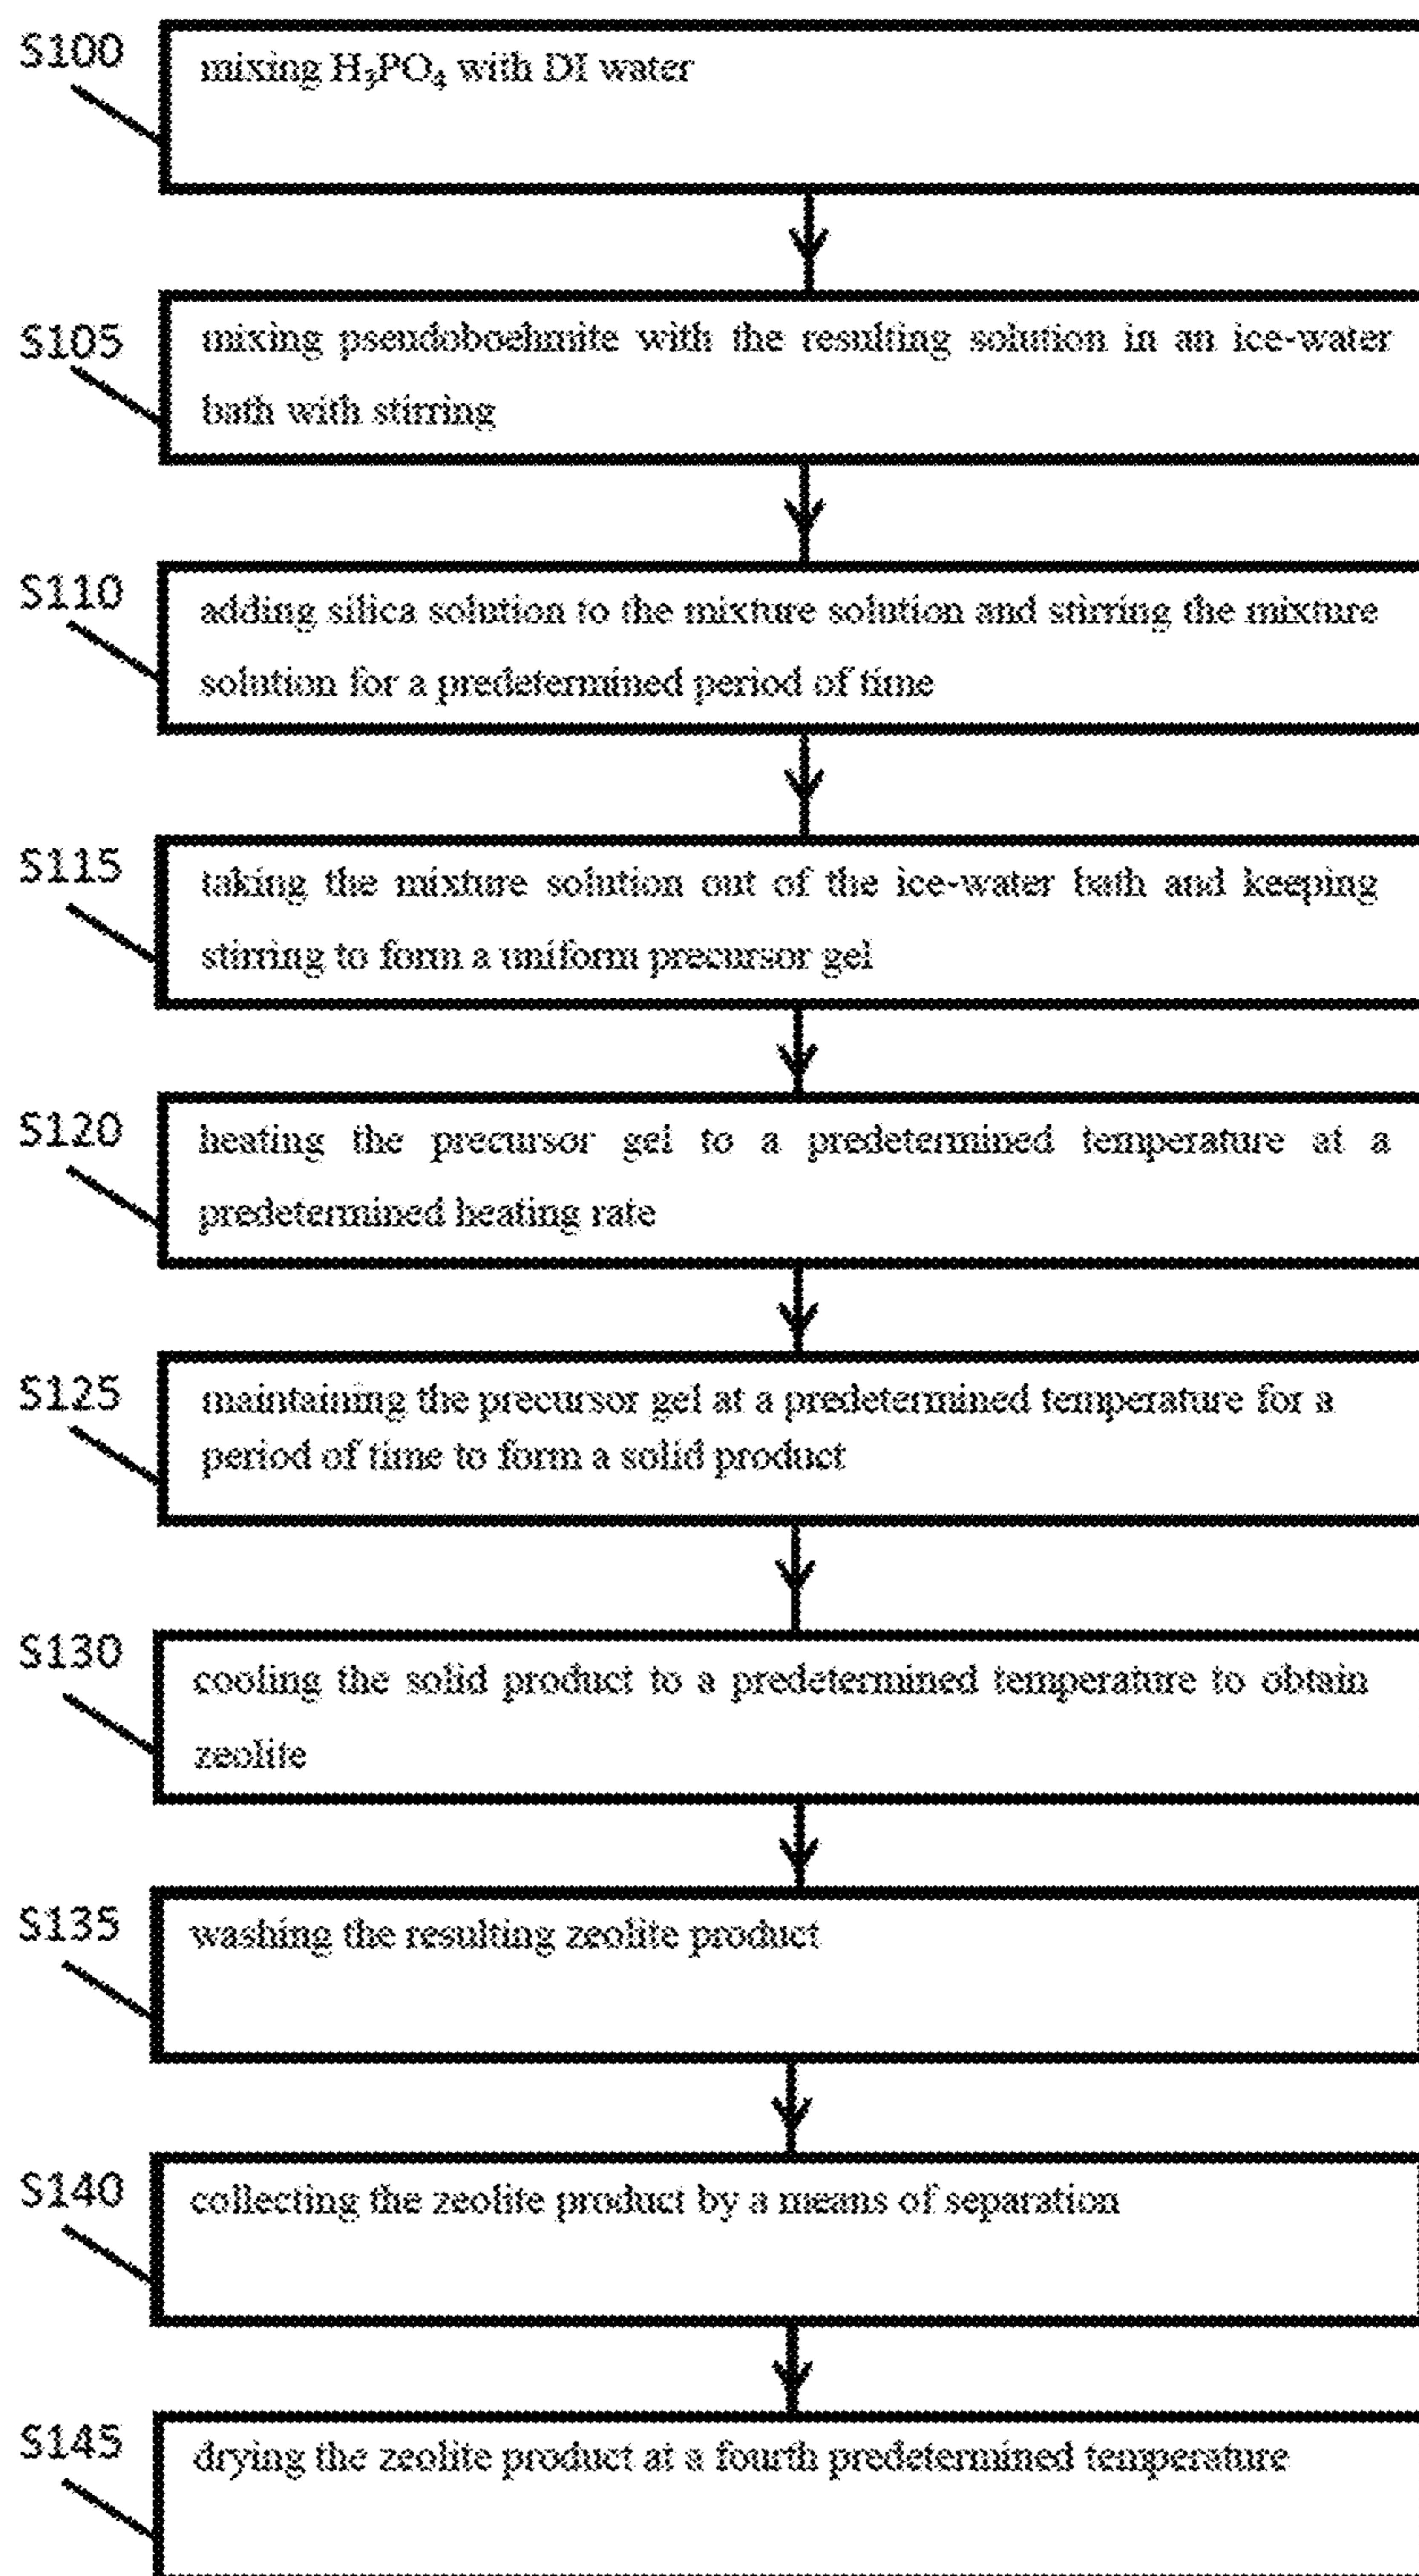 S100
mixing H₃PO₄ with DI water
S105
mixing pseudoboehmite with the resulting solution in an ice-water
bath with stirring
S110
adding silica solution to the mixture solution and stirring the mixture
solution for a predetermined period of time
S115
taking the mixture solution out of the ice-water bath and keeping
stirring to form a uniform precursor gel
S120
heating the precursor gel to a predetermined temperature at a
predetermined heating rate
S125
maintaining the precursor gel at a predetermined temperature for a
period of time to form a solid product
S130
cooling the solid product to a predetermined temperature to obtain
zeolite
S135
washing the resulting zeolite product
S140
collecting the zeolite product by a means of separation
S145
drying the zeolite product at a fourth predetermined temperature